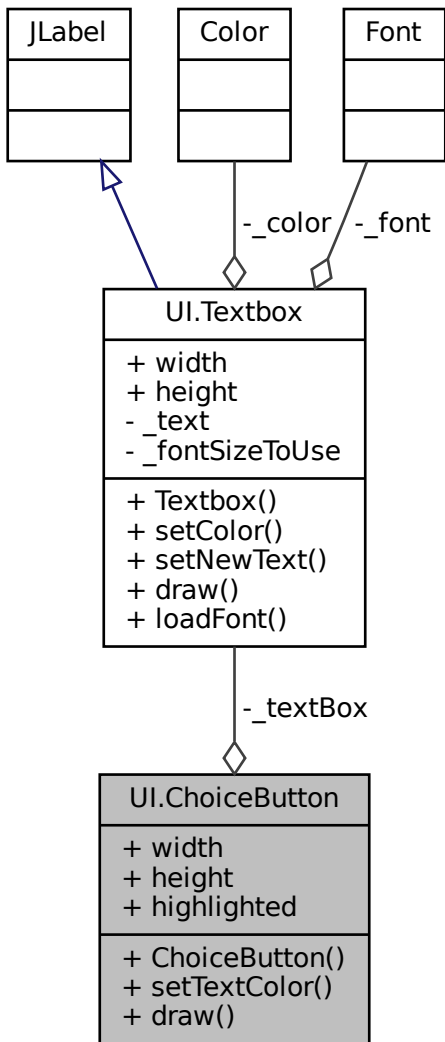 JLabel
Color
Font
-_color
-_font
UI.Textbox
+ width
+ height
- _text
- _fontSizeToUse
+ Textbox()
+ setColor()
+ setNewText()
+ draw()
+ loadFont()
-_textBox
UI.ChoiceButton
+ width
+ height
+ highlighted
+ ChoiceButton()
+ setTextColor()
+ draw()